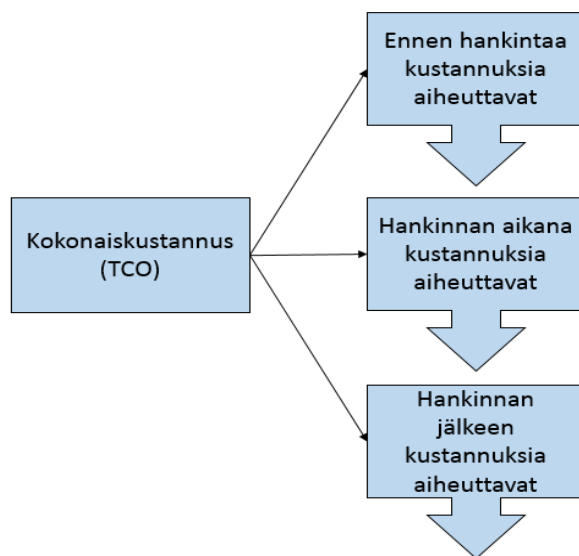 Ennen hankintaa
kustannuksia
aiheuttavat
Kokonaiskustannus
(TCO)
Hankinnan aikana
kustannuksia
aiheuttavat
Hankinnan
jälkeen
kustannuksia
aiheuttavat